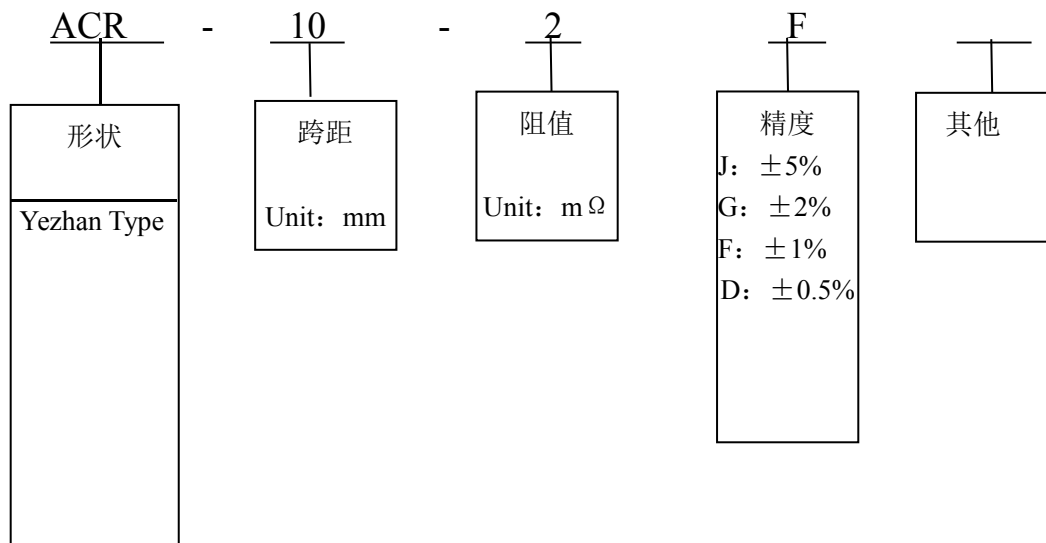 ACR - 10 - 2 F
形状 跨距 阻值 精度 其他
J: ±5%
Unit: mm Unit: mΩ G: ±2%
Yezhan Type
F: ±1%
D: ±0.5%